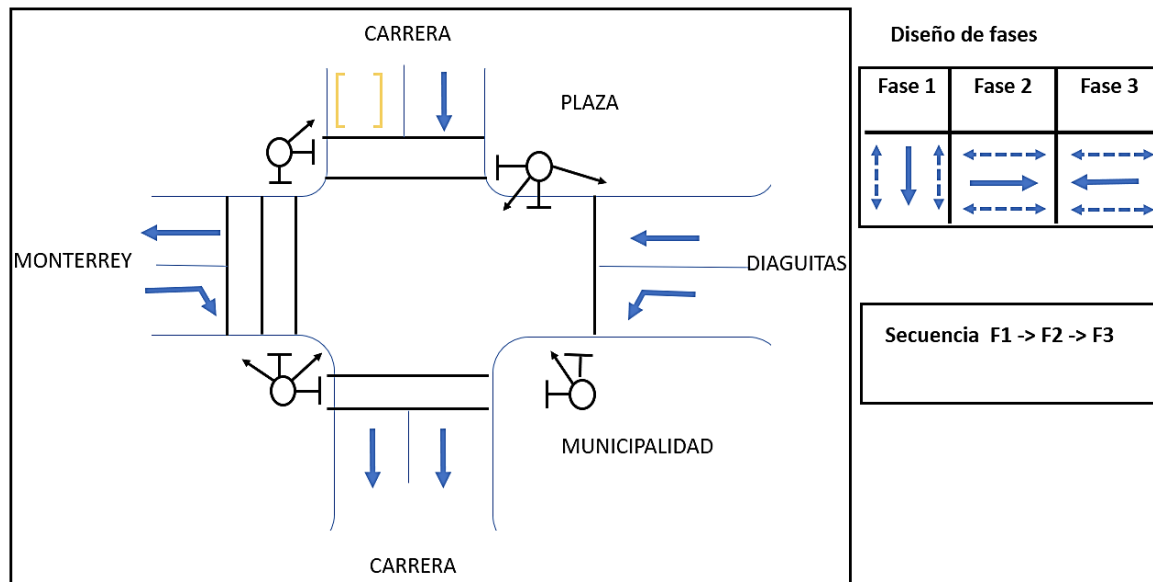 CARRERA
PLAZA
MONTERREY
DIAGUITAS
MUNICIPALIDAD
CARRERA
Diseño de fases
Fase 1 Fase 2 Fase 3
Secuencia F1 -> F2 -> F3